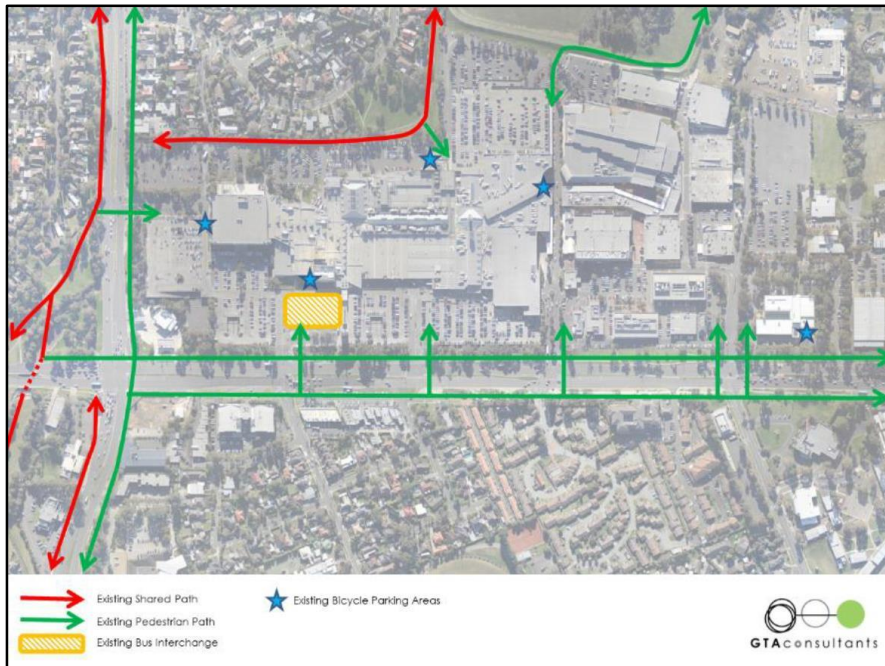 Existing Shared Path
Existing Bicycle Parking Areas
Existing Pedestrian Path
Existing Bus Interchange
GTAconsultants